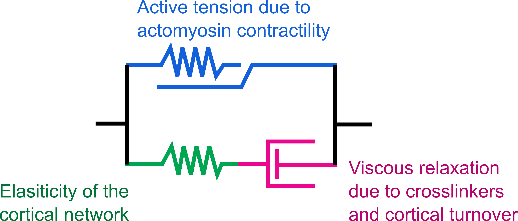 Active tension due to
actomyosin contractility
Elasiticity of the
cortical network
Viscous relaxation
due to crosslinkers
and cortical turnover